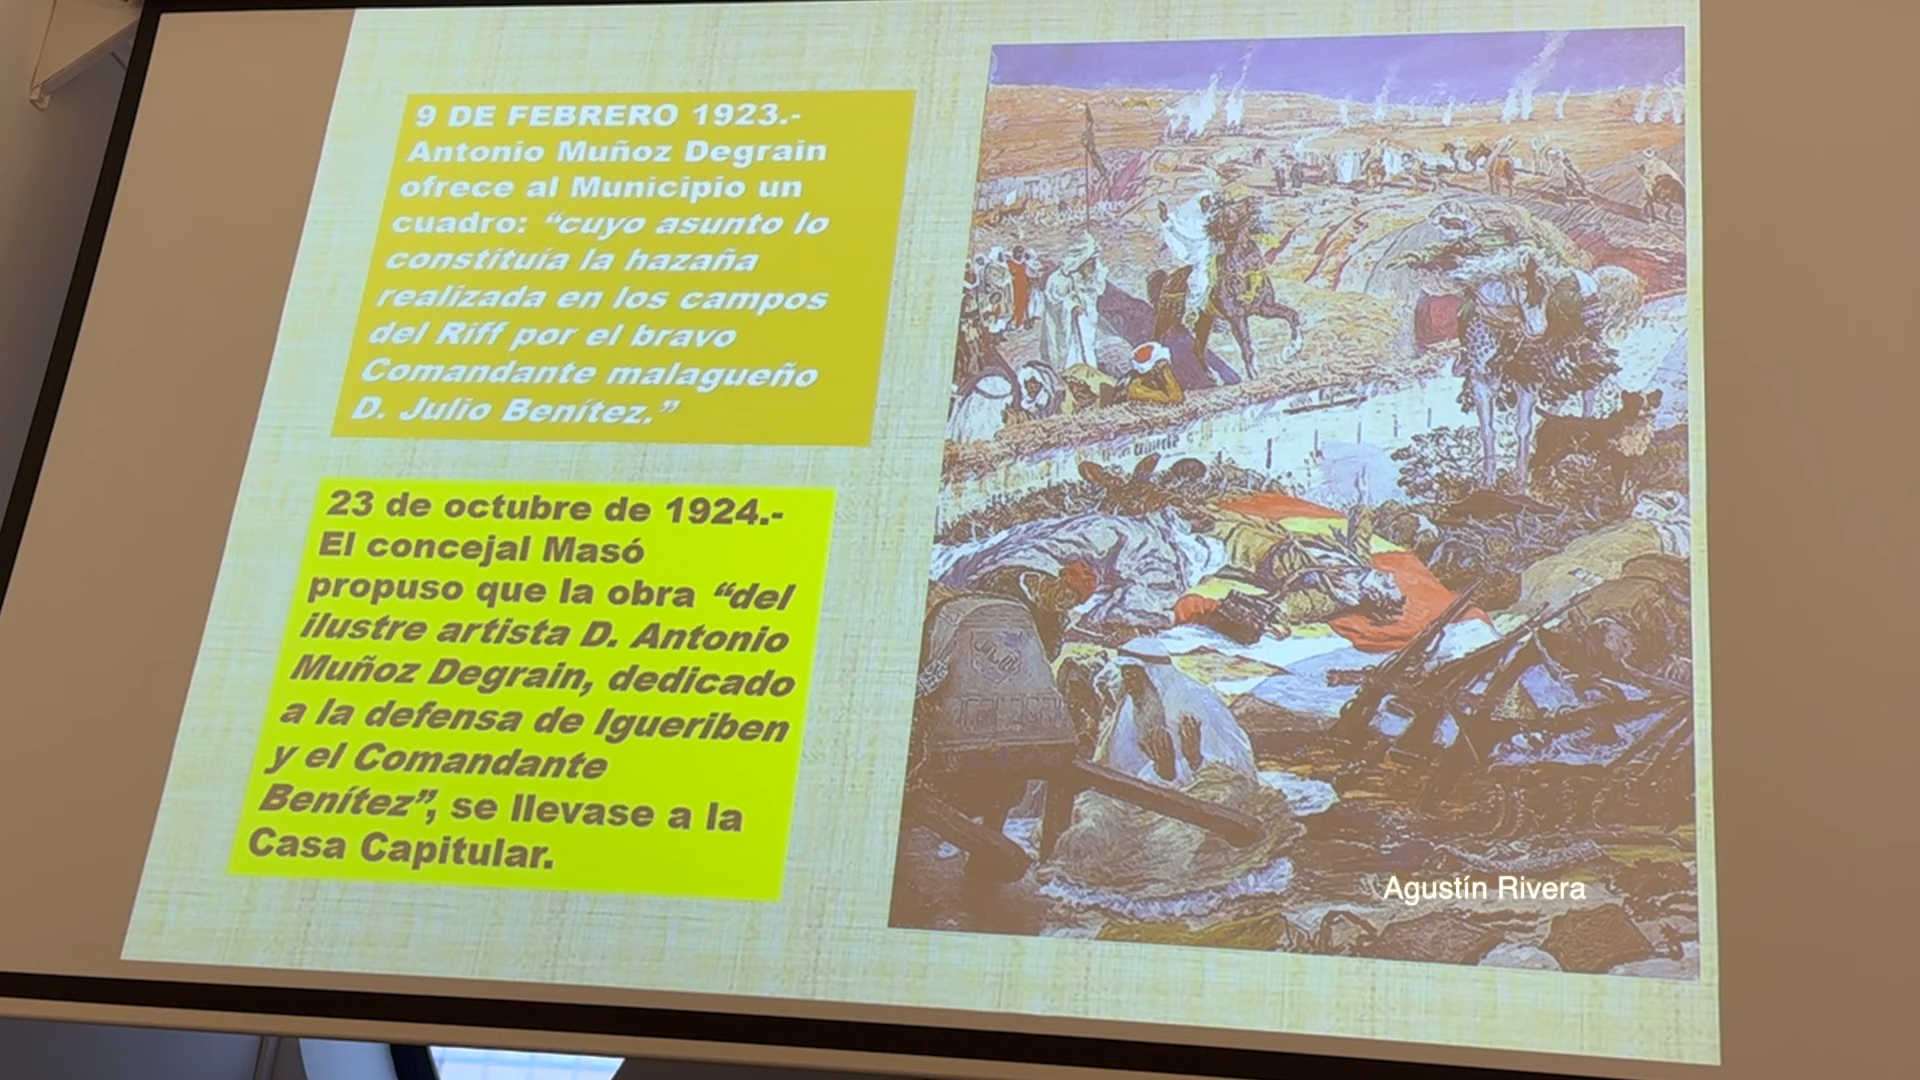 9 DE FEBRERO 1923.-
Antonio Muñoz Degrain
ofrece al Municipio un
cuadro: “cuyo asunto lo
constituía la hazaña
realizada en los campos
del Riff por el bravo
Comandante malagueño
D. Julio Benítez.”
23 de octubre de 1924.-
El concejal Masó
propuso que la obra “del
ilustre artista D. Antonio
Muñoz Degrain, dedicado
a la defensa de Igueriben
y el Comandante
Benítez”, se llevase a la
Casa Capitular.
Agustín Rivera